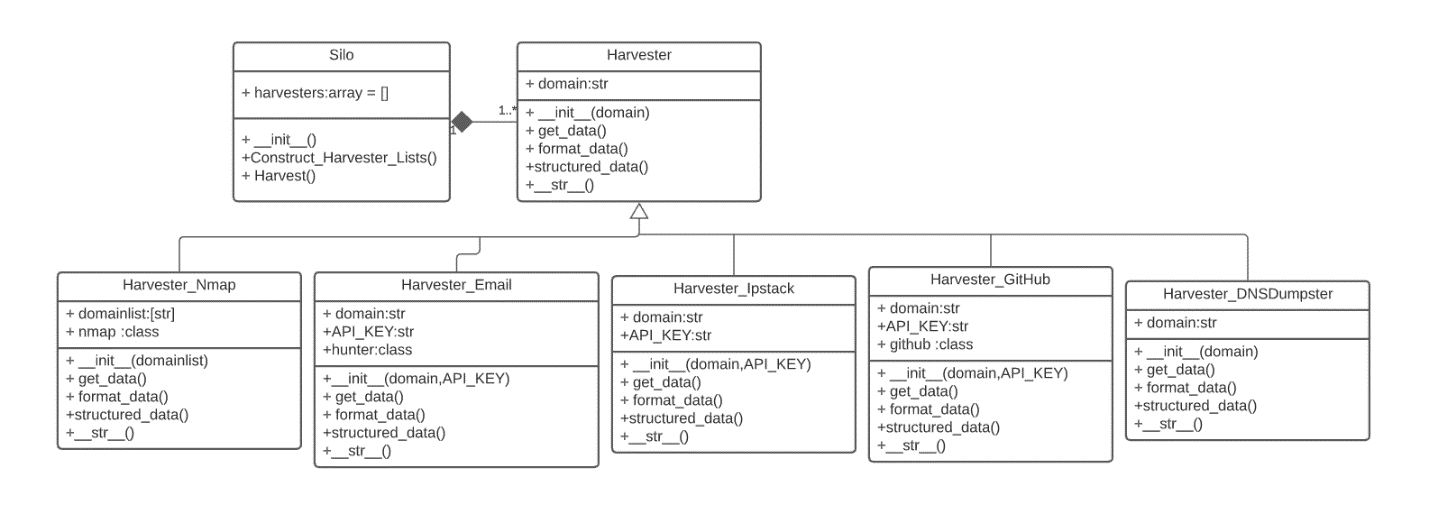 Silo
+ harvesters:array = []
+ __init__()
+Construct_Harvester_Lists()
+ Harvest()
1
1..*
Harvester
+ domain:str
+ __init__(domain)
+ get_data()
+ format_data()
+structured_data()
+__str__()
Harvester_Nmap
+ domainlist:[str]
+ nmap :class
+ __init__(domainlist)
+ get_data()
+ format_data()
+structured_data()
+__str__()
Harvester_Email
+ domain:str
+API_KEY:str
+hunter:class
+__init__(domain,API_KEY)
+ get_data()
+ format_data()
+structured_data()
+__str__()
Harvester_Ipstack
+ domain:str
+API_KEY:str
+ __init__(domain,API_KEY)
+ get_data()
+ format_data()
+structured_data()
+__str__()
Harvester_GitHub
+ domain:str
+API_KEY:str
+ github :class
+ __init__(domain,API_KEY)
+ get_data()
+ format_data()
+structured_data()
+__str__()
Harvester_DNSDumpster
+ domain:str
+ __init__(domain)
+ get_data()
+ format_data()
+structured_data()
+__str__()